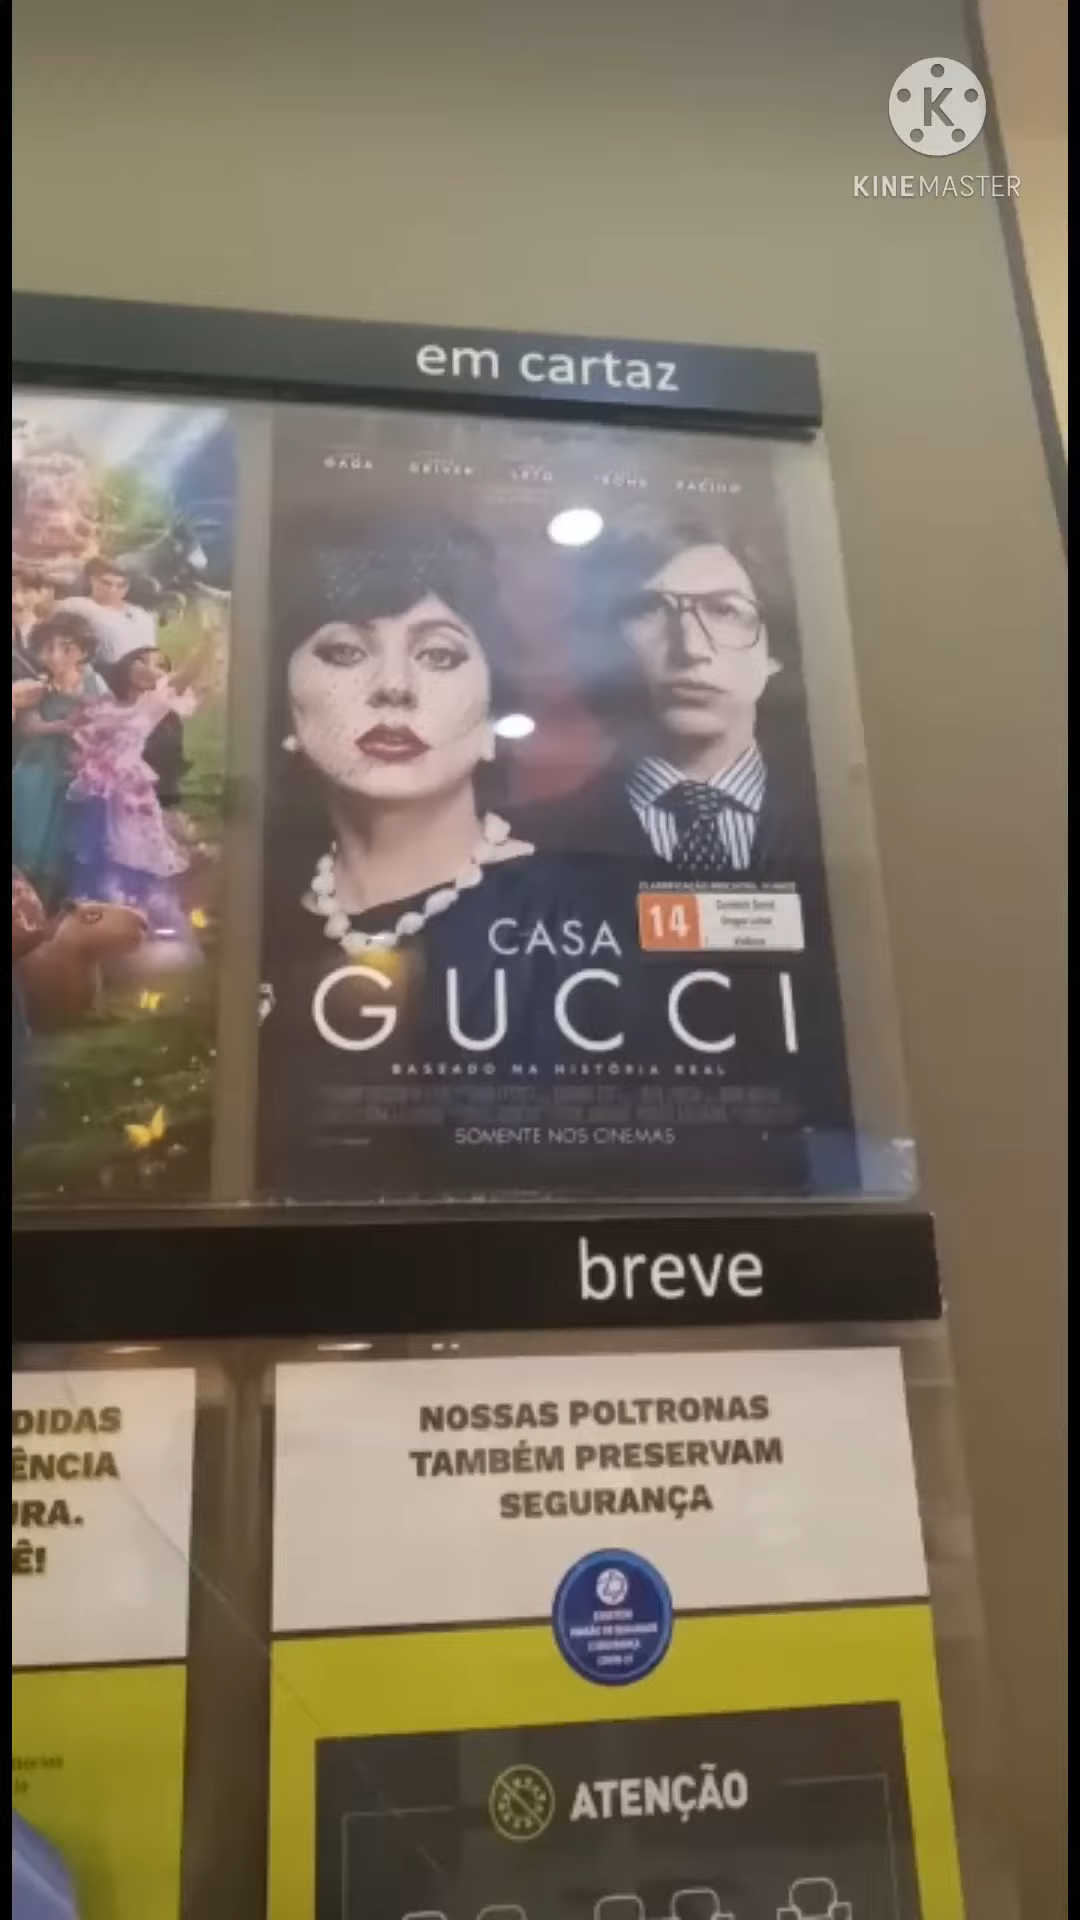 KINEMASTER
em cartaz
GAGA DRIVER LETO IRONS PACINO
14
CASA
GUCCI
BASEADO NA HISTÓRIA REAL
SOMENTE NOS CINEMAS
breve
DIDAS
ÊNCIA
URA.
Ê!
NOSSAS POLTRONAS
TAMBÉM PRESERVAM
SEGURANÇA
ATENÇÃO